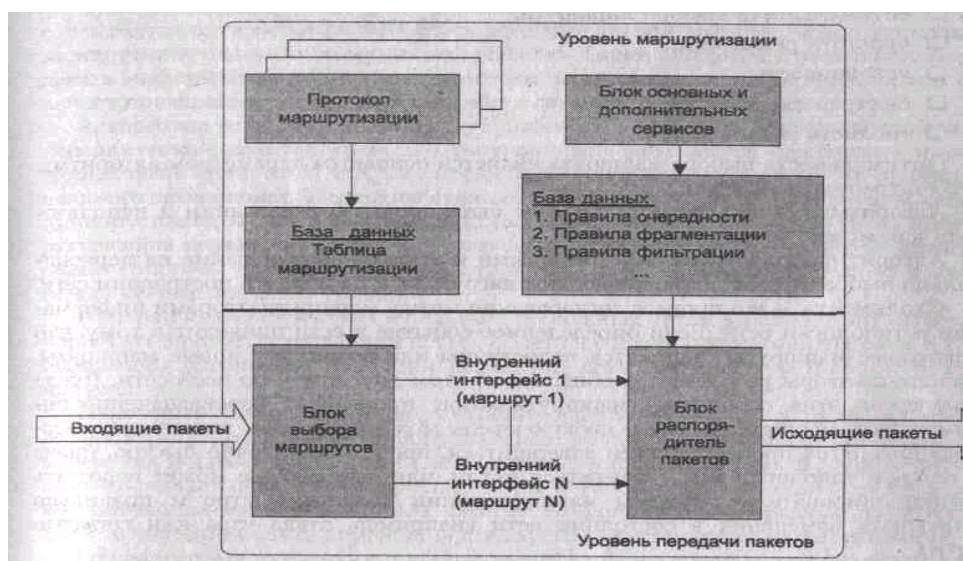 Уровень маршрутизации
Протокол
маршрутизации
Блок основных и
дополнительных
сервисов
База данных
Таблица
маршрутизации
База данных:
1. Правила очередности
2. Правила фрагментации
3. Правила фильтрации
...
Входящие пакеты
Блок
выбора
маршрутов
Внутренний
интерфейс 1
(маршрут 1)
Внутренний
интерфейс N
(маршрут N)
Блок
распоря-
дитель
пакетов
Исходящие пакеты
Уровень передачи пакетов